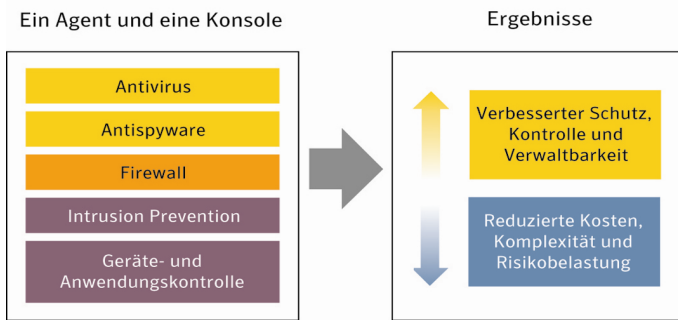 Ein Agent und eine Konsole
Antivirus
Antispyware
Firewall
Intrusion Prevention
Geräte- und
Anwendungskontrolle
Ergebnisse
Verbesserter Schutz,
Kontrolle und
Verwaltbarkeit
Reduzierte Kosten,
Komplexität und
Risikobelastung